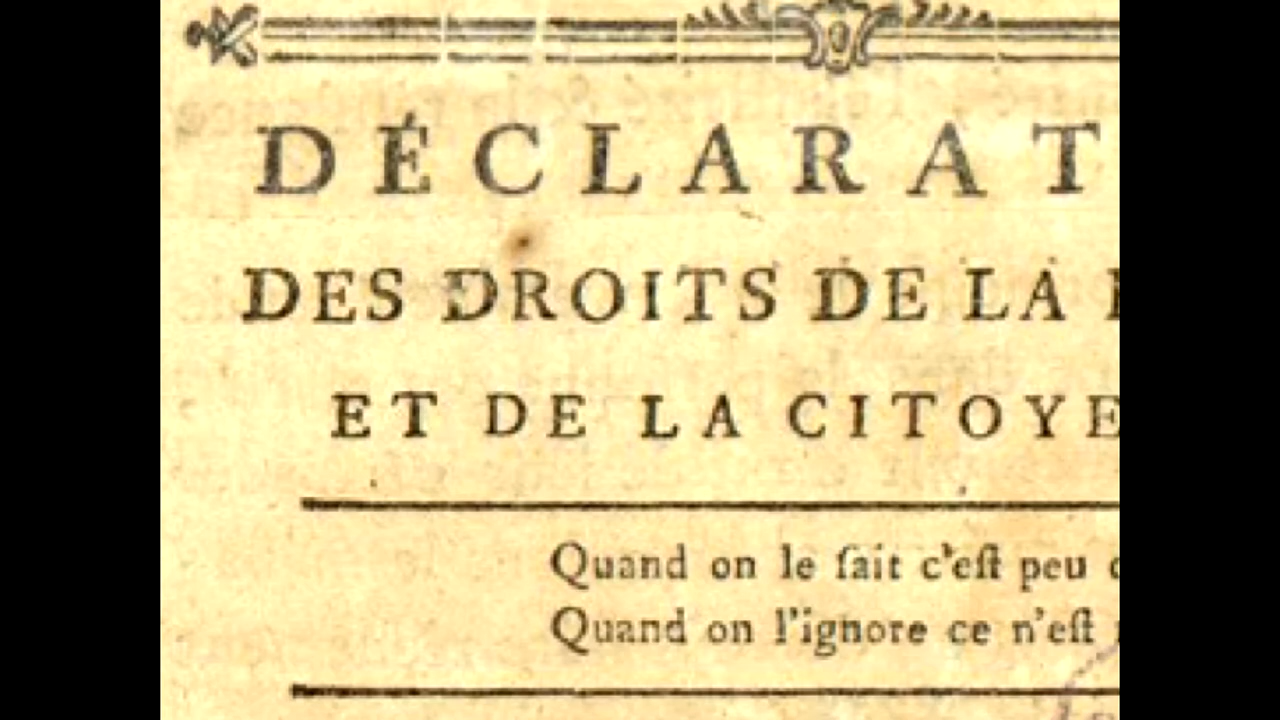 DÉCLARAT
DES DROITS DE LA
ET DE LA CITOYE
Quand on le ſait c'eſt peu
Quand on l'ignore ce n'eſt